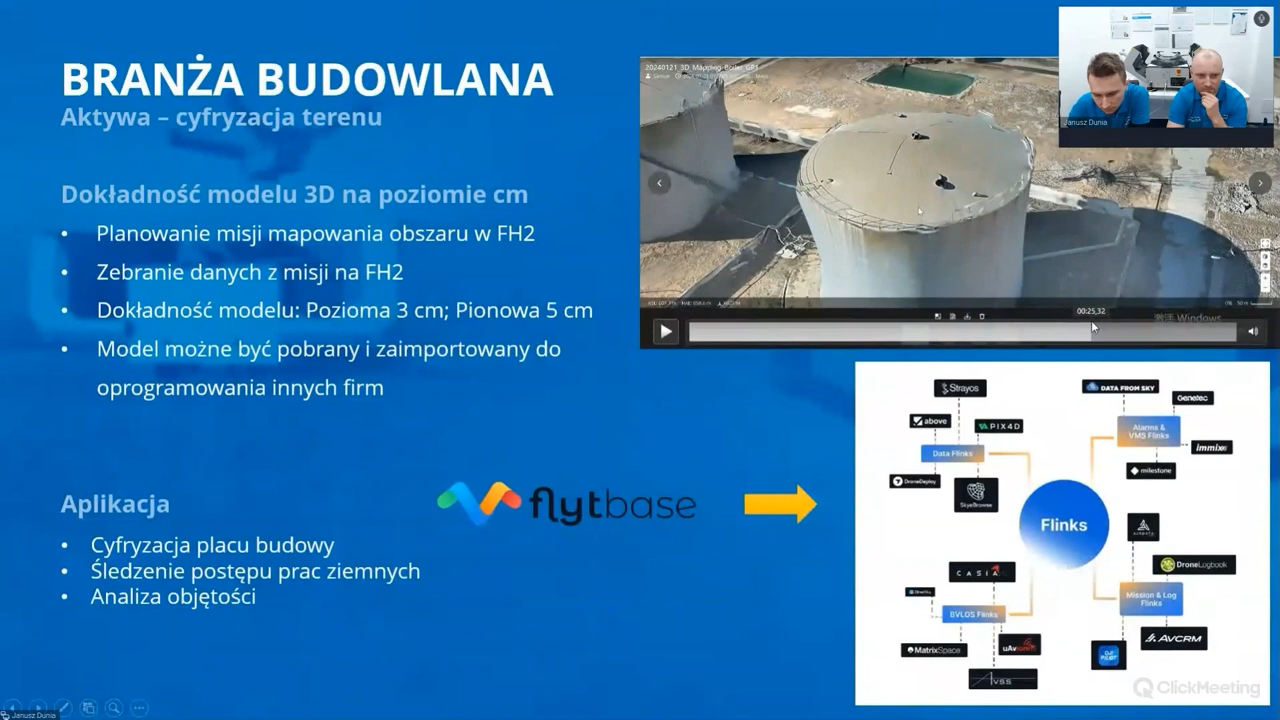 BRANŻA BUDOWLANA
Aktywa – cyfryzacja terenu
Dokładność modelu 3D na poziomie cm
• Planowanie misji mapowania obszaru w FH2
• Zebranie danych z misji na FH2
• Dokładność modelu: Pozioma 3 cm; Pionowa 5 cm
• Model możne być pobrany i zaimportowany do
oprogramowania innych firm
Aplikacja
• Cyfryzacja placu budowy
• Śledzenie postępu prac ziemnych
• Analiza objętości
flytbase
Janusz Dunia
00:25,32
Windows
Strayos
above
PIX4D
Data Flinks
DroneDeploy
SkyeBrowse
DATA FROM SKY
Genetec
Alarms &
VMS Flinks
immix
milestone
Flinks
AIRDATA
DroneLogbook
Mission & Log
Flinks
AVCRM
CASIA
BVLOS Flinks
MatrixSpace
uAvionix
ClickMeeting
Janusz Dunia